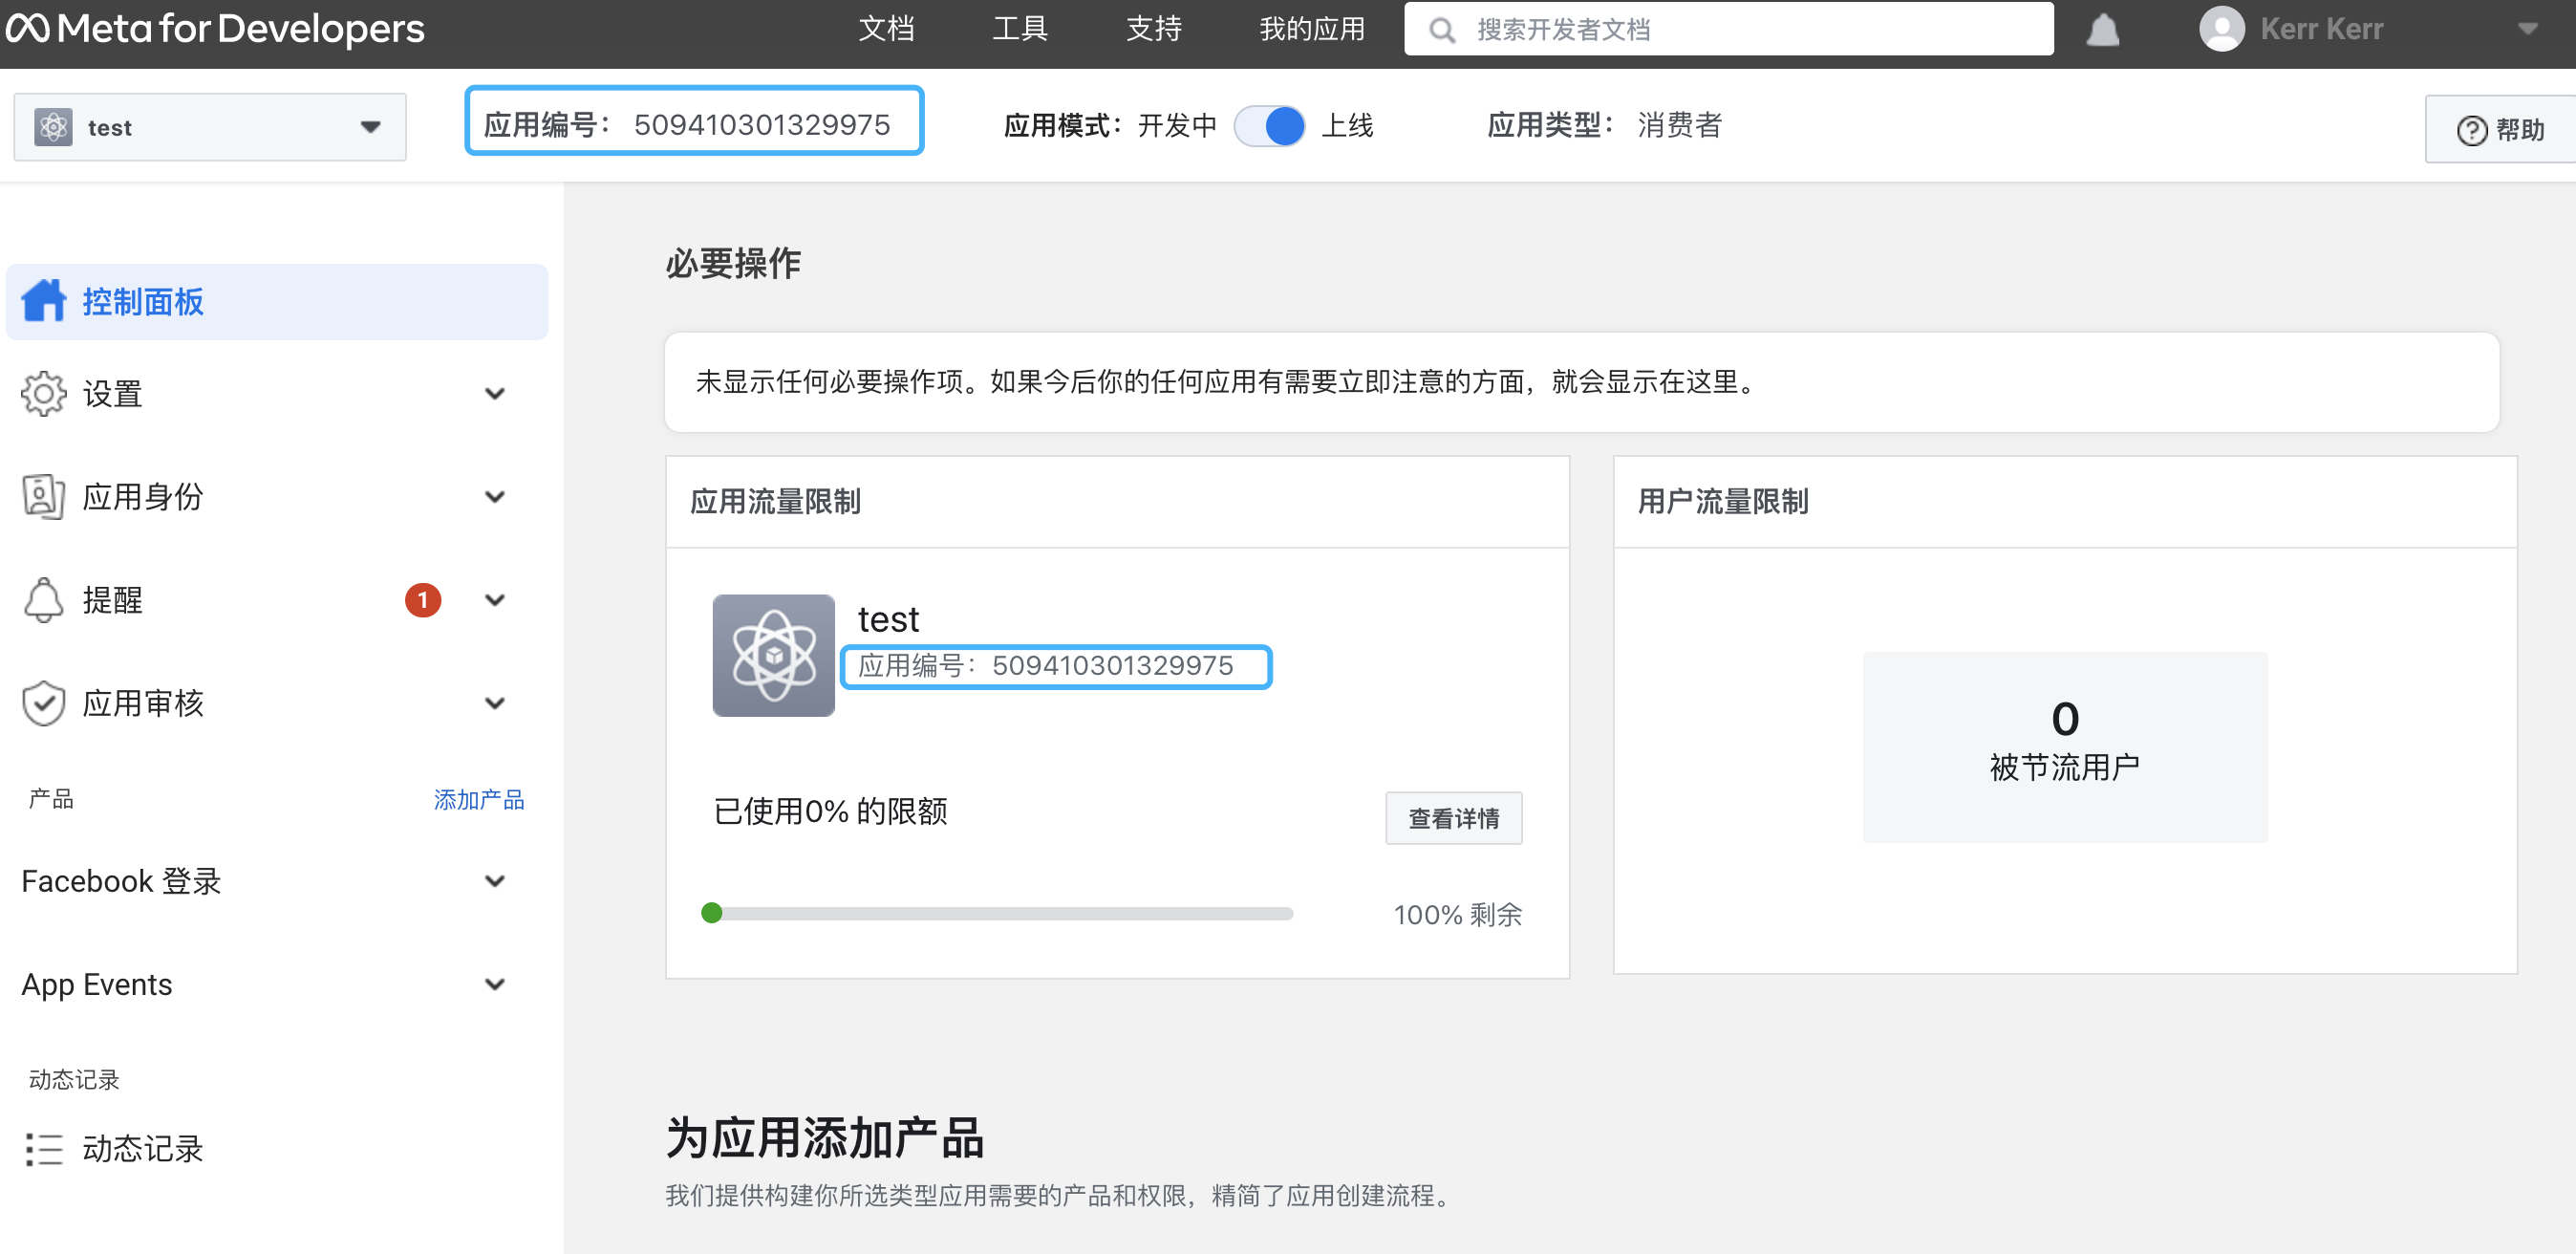 Meta for Developers
文档
工具
支持
我的应用
搜索开发者文档
Kerr Kerr
test
应用编号： 509410301329975
应用模式：开发中
上线
应用类型： 消费者
帮助
控制面板
设置
应用身份
提醒
1
应用审核
产品
添加产品
Facebook 登录
App Events
动态记录
动态记录
必要操作
未显示任何必要操作项。如果今后你的任何应用有需要立即注意的方面，就会显示在这里。
应用流量限制
test
应用编号：509410301329975
已使用0% 的限额
查看详情
100% 剩余
用户流量限制
0
被节流用户
为应用添加产品
我们提供构建你所选类型应用需要的产品和权限，精简了应用创建流程。